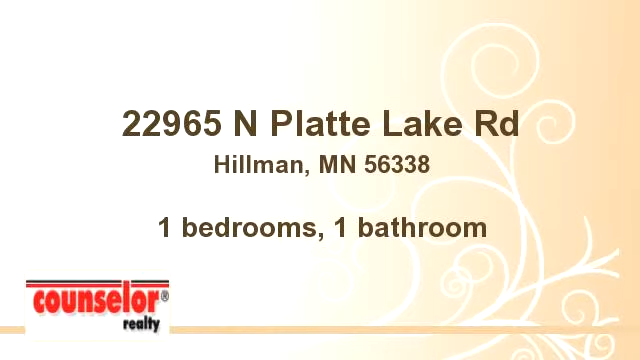 22965 N Platte Lake Rd
Hillman, MN 56338
1 bedrooms, 1 bathroom
counselor®
realty